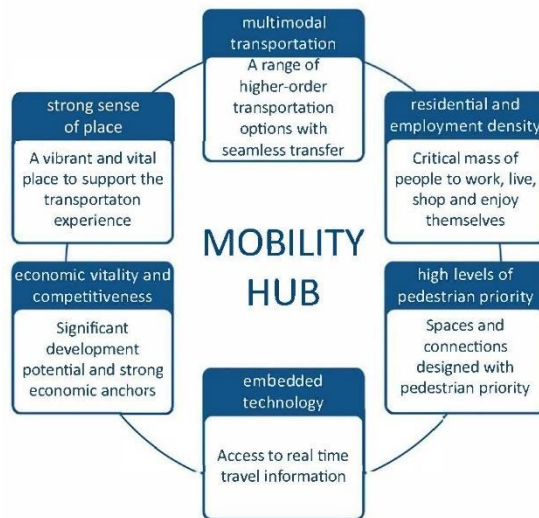 multimodal
transportation
A range of
higher-order
transportation
options with
seamless transfer
residential and
employment density
Critical mass of
people to work, live,
shop and enjoy
themselves
high levels of
pedestrian priority
Spaces and
connections
designed with
pedestrian priority
embedded
technology
Access to real time
travel information
economic vitality and
competitiveness
Significant
development
potential and strong
economic anchors
strong sense
of place
A vibrant and vital
place to support the
transportaton
experience
MOBILITY
HUB